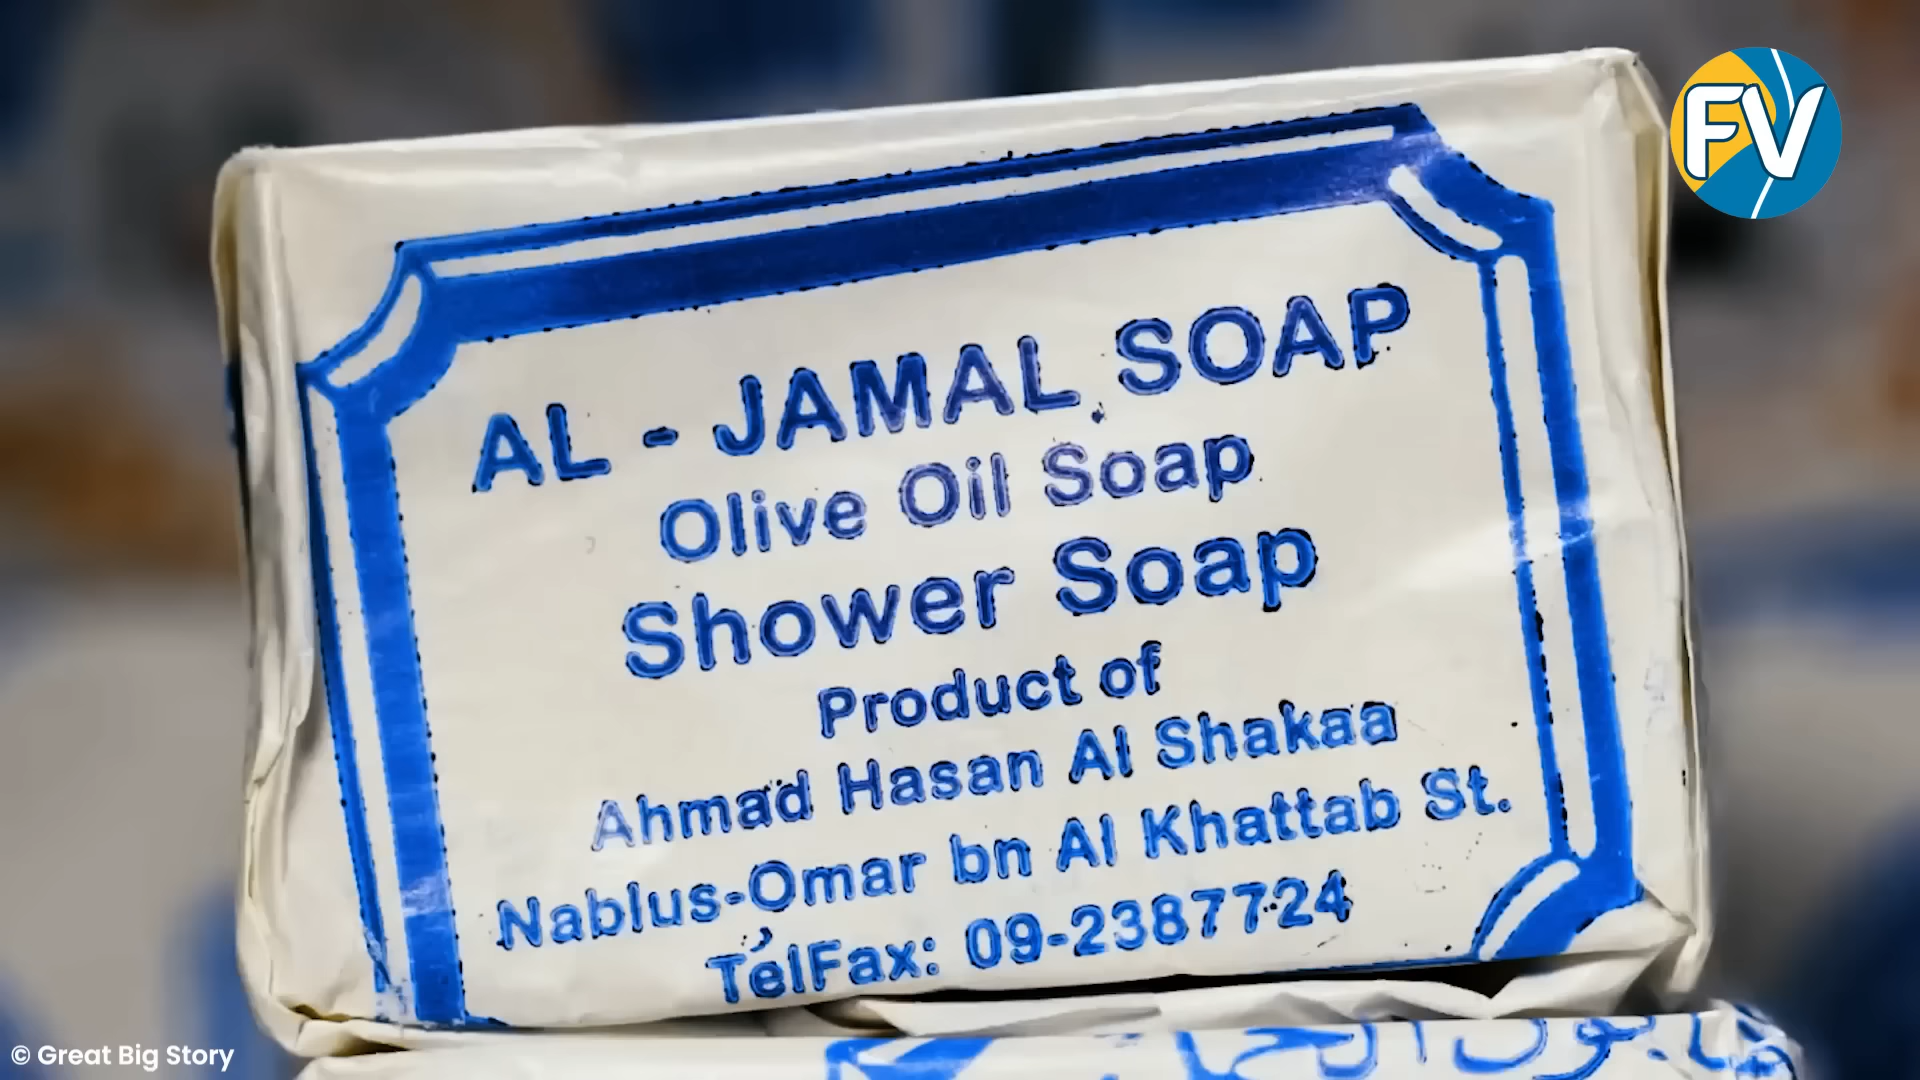 FV
AL - JAMAL SOAP
Olive Oil Soap
Shower Soap
Product of
Ahmad Hasan Al Shakaa
Nablus-Omar bn Al Khattab St.
TelFax: 09-2387724
© Great Big Story